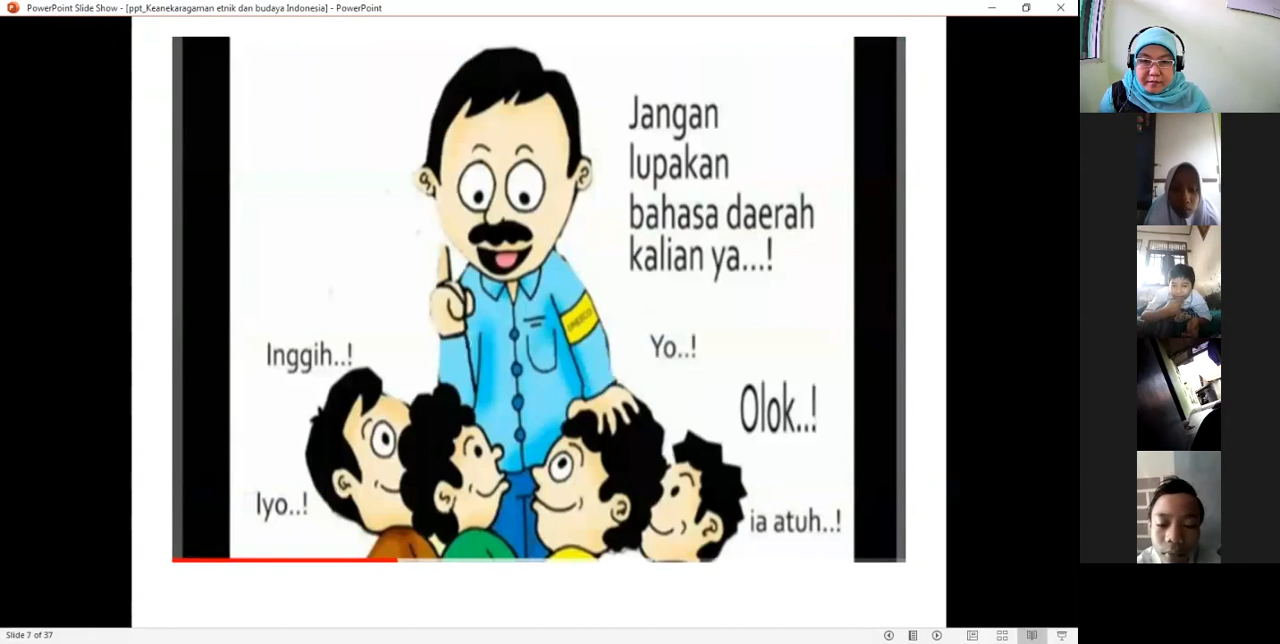 PowerPoint Slide Show - [ppt_Keanekaragaman etnik dan budaya Indonesia] - PowerPoint
Jangan
lupakan
bahasa daerah
kalian ya...!
Inggih..!
Yo..!
Olok..!
Iyo..!
ia atuh..!
UNESCO
Slide 7 of 37